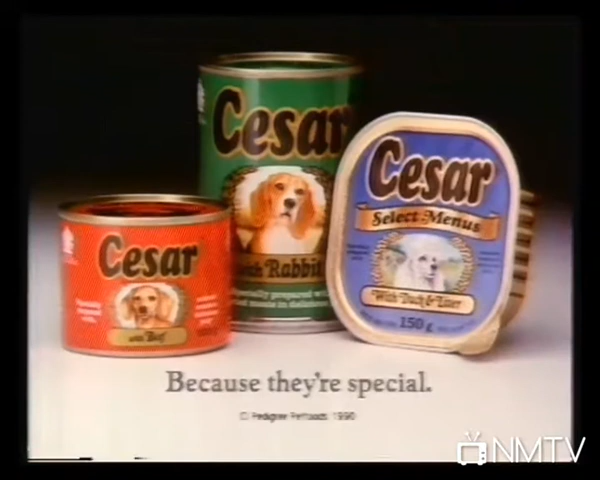 Cesar
with Rabbit
Cesar
Select Menus
With Duck & Liver
150g
Cesar
with Beef
Because they're special.
© Pedigree Petfoods 1990
NMTV